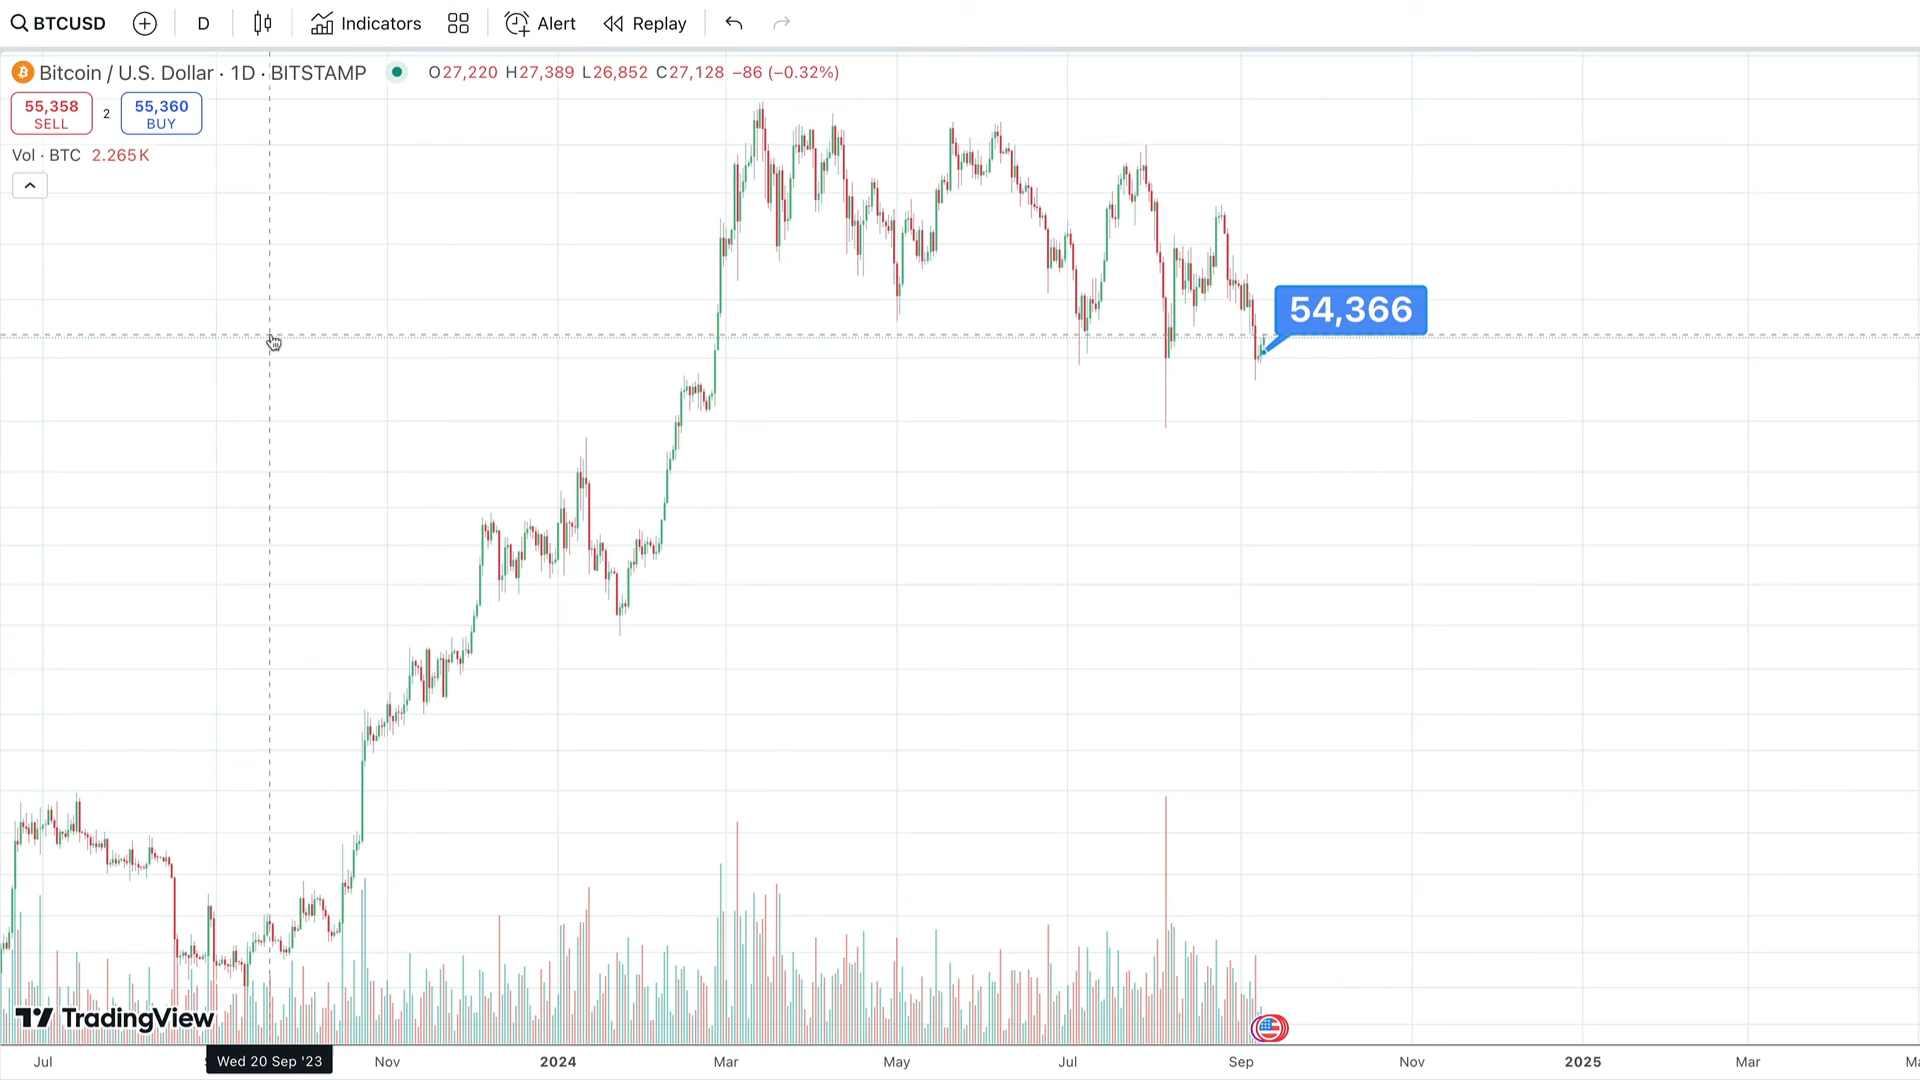 BTCUSD D Indicators Alert Replay
Bitcoin / U.S. Dollar · 1D · BITSTAMP O27,220 H27,389 L26,852 C27,128 −86 (−0.32%)
55,358 2 55,360
SELL BUY
Vol · BTC 2.265K
54,366
TradingView
Jul Wed 20 Sep '23 Nov 2024 Mar May Jul Sep Nov 2025 Mar